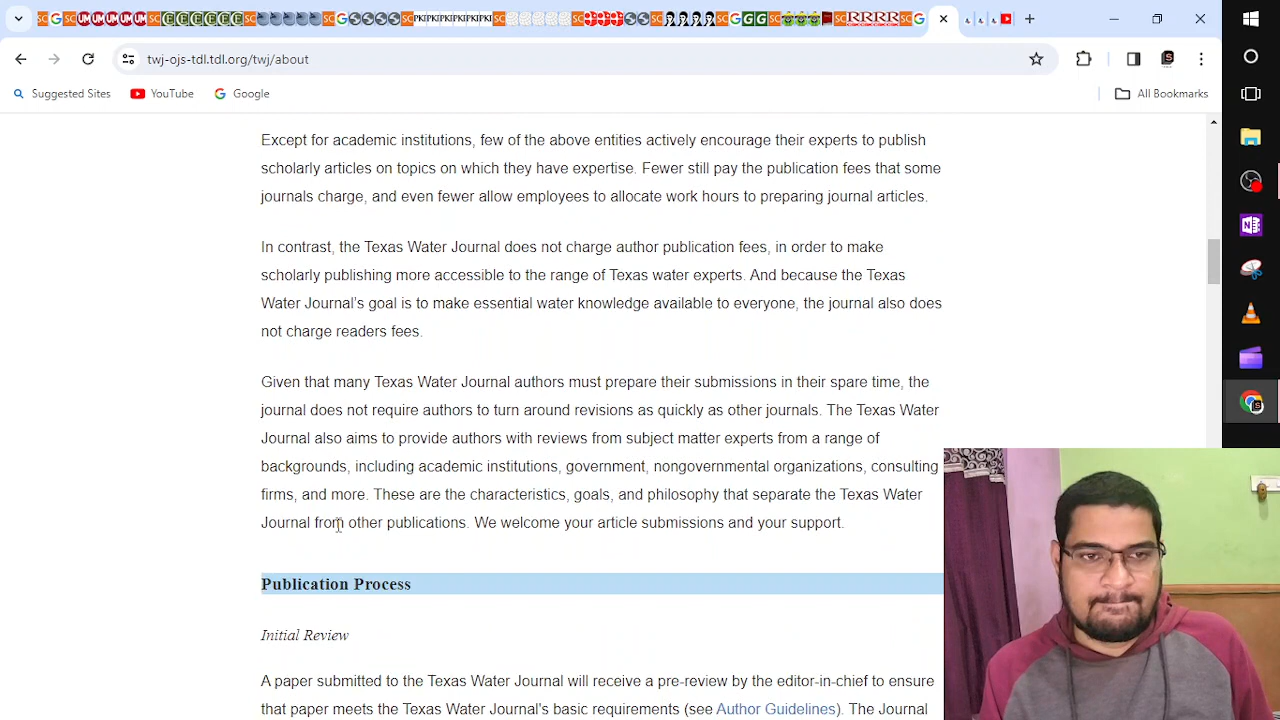 twj-ojs-tdl.tdl.org/twj/about
Suggested Sites YouTube Google All Bookmarks
Except for academic institutions, few of the above entities actively encourage their experts to publish
scholarly articles on topics on which they have expertise. Fewer still pay the publication fees that some
journals charge, and even fewer allow employees to allocate work hours to preparing journal articles.
In contrast, the Texas Water Journal does not charge author publication fees, in order to make
scholarly publishing more accessible to the range of Texas water experts. And because the Texas
Water Journal's goal is to make essential water knowledge available to everyone, the journal also does
not charge readers fees.
Given that many Texas Water Journal authors must prepare their submissions in their spare time, the
journal does not require authors to turn around revisions as quickly as other journals. The Texas Water
Journal also aims to provide authors with reviews from subject matter experts from a range of
backgrounds, including academic institutions, government, nongovernmental organizations, consulting
firms, and more. These are the characteristics, goals, and philosophy that separate the Texas Water
Journal from other publications. We welcome your article submissions and your support.
Publication Process
Initial Review
A paper submitted to the Texas Water Journal will receive a pre-review by the editor-in-chief to ensure
that paper meets the Texas Water Journal's basic requirements (see Author Guidelines). The Journal